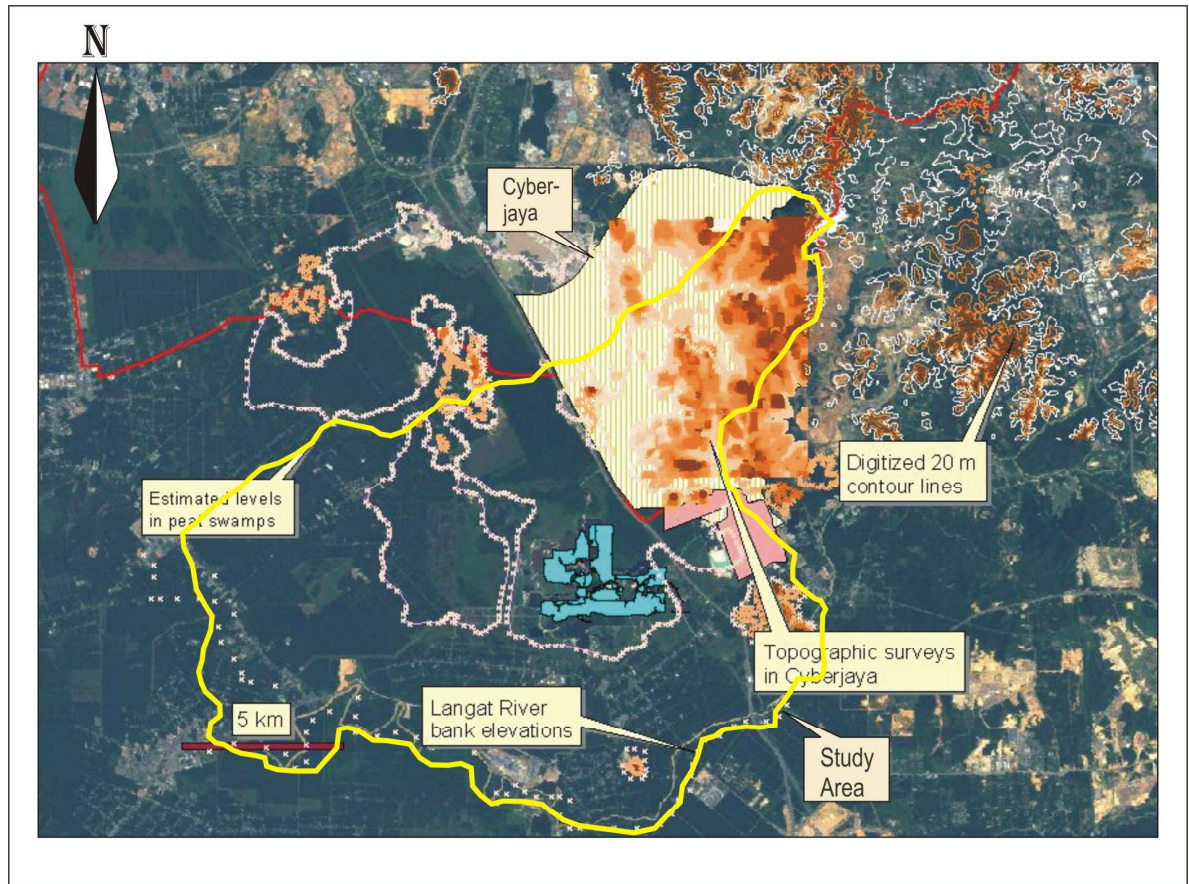 N
Cyber-
jaya
Digitized 20 m
contour lines
Estimated levels
in peat swamps
Topographic surveys
in Cyberjaya
5 km
Langat River
bank elevations
Study
Area